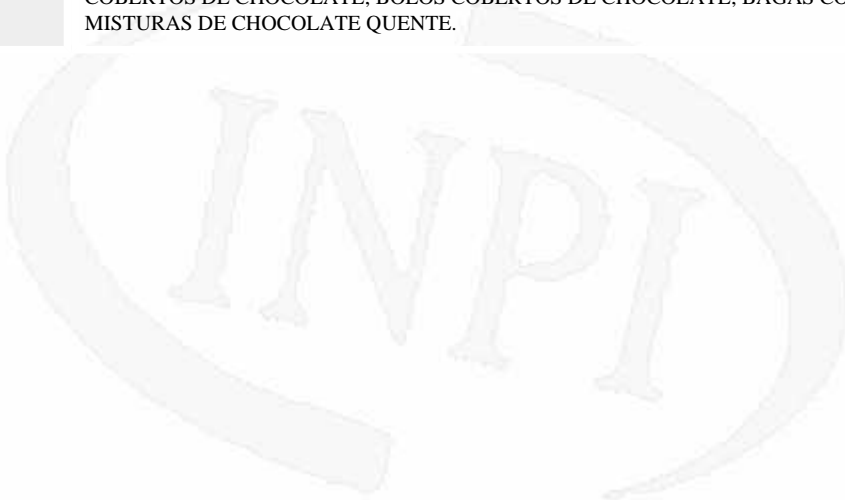 COBERTOS DE CHOCOLATE; BOLOS COBERTOS DE CHOCOLATE; BAGAS
MISTURAS DE CHOCOLATE QUENTE.
INPI